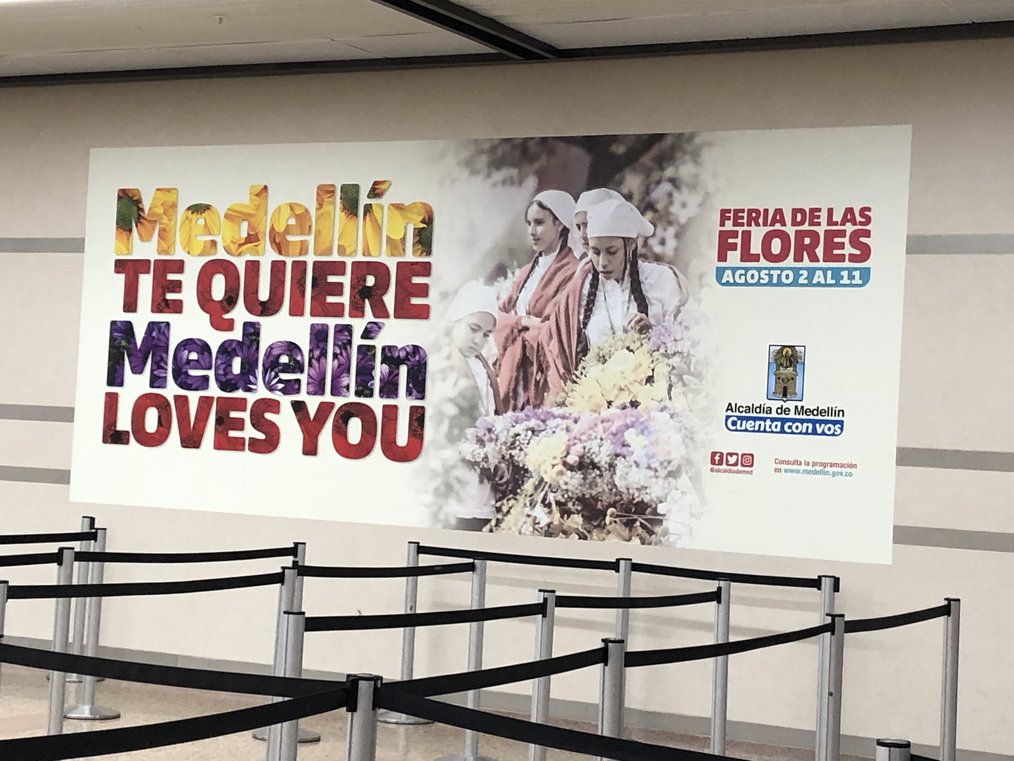 Medellín
TE QUIERE
Medellín
LOVES YOU
FERIA DE LAS
FLORES
AGOSTO 2 AL 11
Alcaldía de Medellín
Cuenta con vos
@alcaldiademed
Consulta la programación
en www.medellin.gov.co